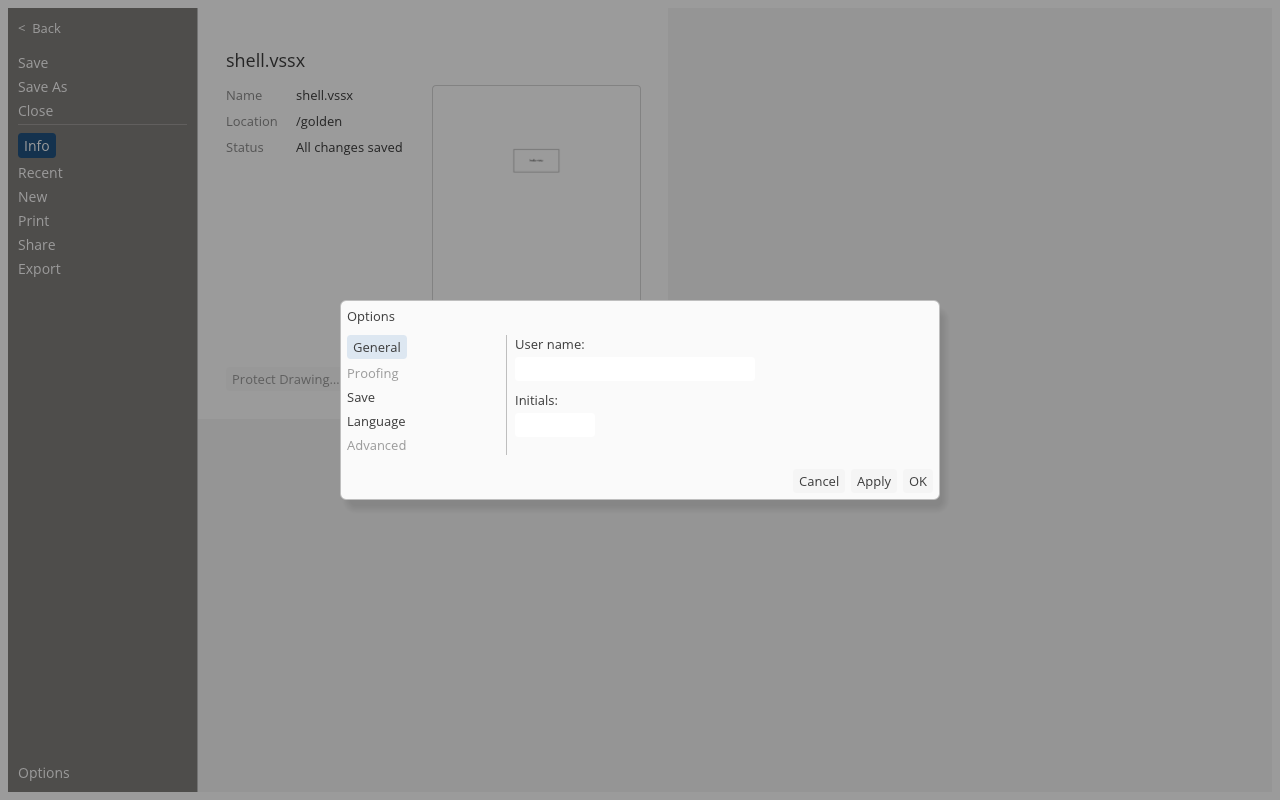 < Back
Save
Save As
Close
Info
Recent
New
Print
Share
Export
Options
shell.vssx
Name shell.vssx
Location /golden
Status All changes saved
Protect Drawing...
Options
General
Proofing
Save
Language
Advanced
User name:
Initials:
Cancel Apply OK